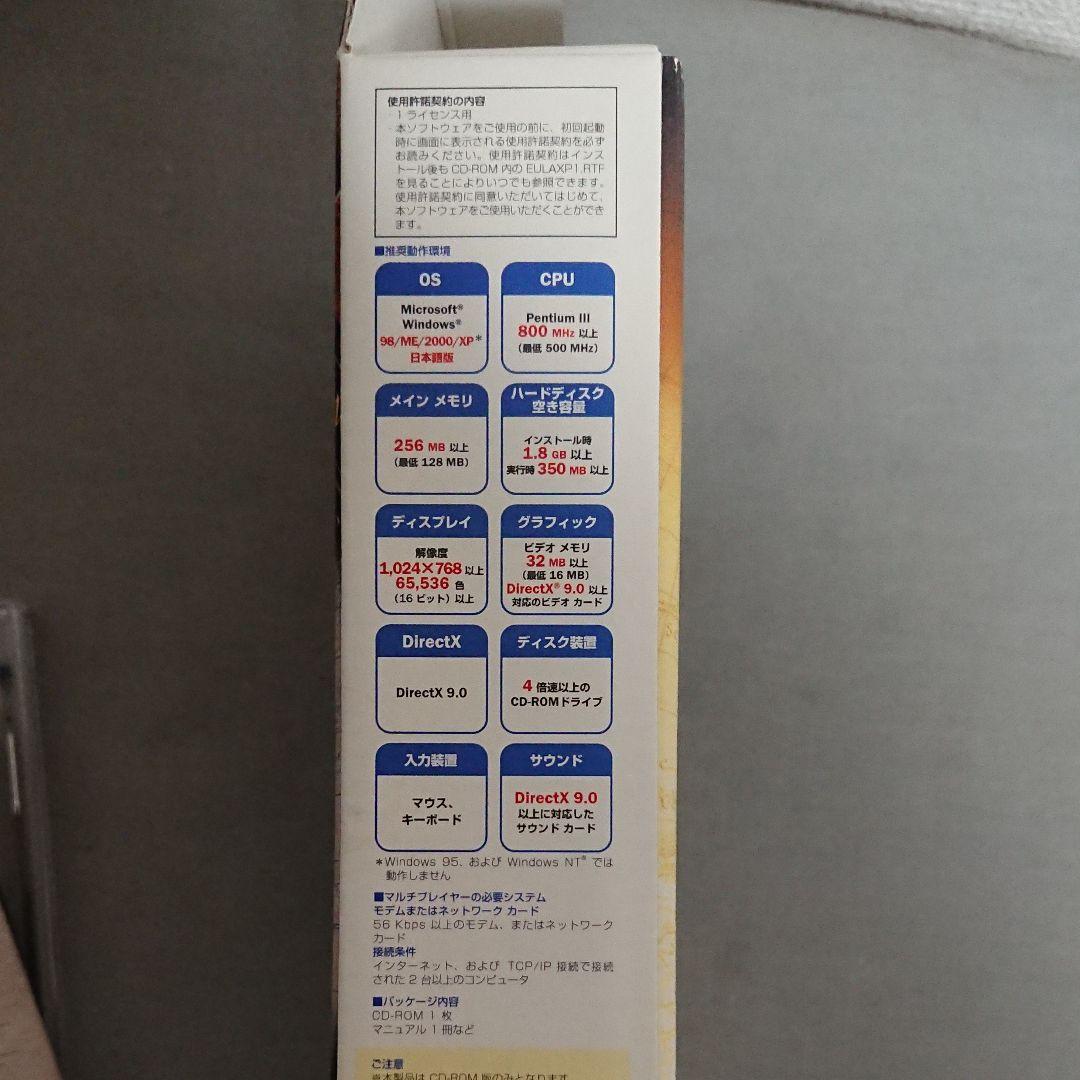 使用許諾契約の内容
・1 ライセンス用
・本ソフトウェアをご使用の前に、初回起動
時に画面に表示される使用許諾契約を必ず
お読みください。使用許諾契約はインス
トール後も CD-ROM 内の EULAXP1.RTF
を見ることによりいつでも参照できます。
使用許諾契約に同意いただいてはじめて、
本ソフトウェアをご使用いただくことができ
ます。
■推奨動作環境
OS
Microsoft®
Windows®
98/ME/2000/XP*
日本語版
CPU
Pentium III
800 MHz 以上
(最低 500 MHz)
メイン メモリ
256 MB 以上
(最低 128 MB)
ハードディスク
空き容量
インストール時
1.8 GB 以上
実行時 350 MB 以上
ディスプレイ
解像度
1,024×768 以上
65,536 色
(16 ビット) 以上
グラフィック
ビデオ メモリ
32 MB 以上
(最低 16 MB)
DirectX® 9.0 以上
対応のビデオ カード
DirectX
DirectX 9.0
ディスク装置
4 倍速以上の
CD-ROMドライブ
入力装置
マウス、
キーボード
サウンド
DirectX 9.0
以上に対応した
サウンド カード
*Windows 95、および Windows NT® では
動作しません
■マルチプレイヤーの必要システム
モデムまたはネットワーク カード
56 Kbps 以上のモデム、またはネットワーク
カード
接続条件
インターネット、および TCP/IP 接続で接続
された 2 台以上のコンピュータ
■パッケージ内容
CD-ROM 1 枚
マニュアル 1 冊など
ご注意
※本製品は CD-ROM 版のみとなります